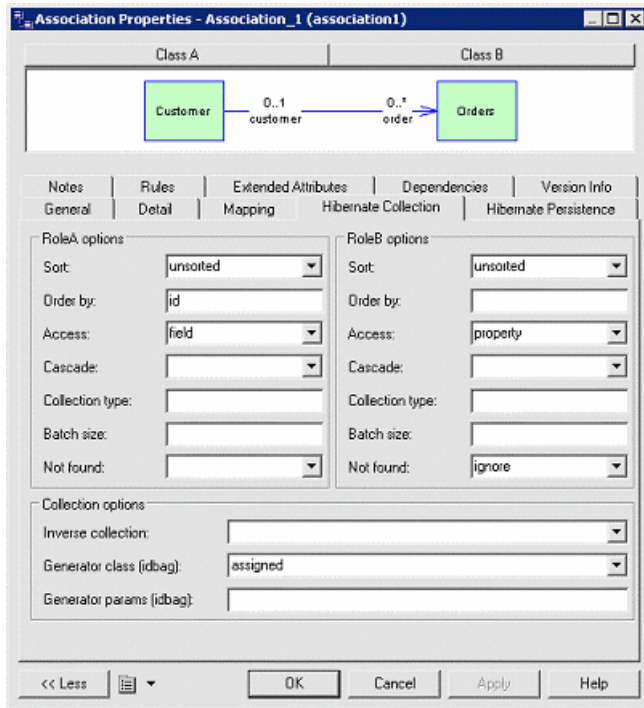 Association Properties - Association_1 (association1)
Class A Class B
Customer 0..1 customer 0..* order Orders
Notes Rules Extended Attributes Dependencies Version Info
General Detail Mapping Hibernate Collection Hibernate Persistence
RoleA options RoleB options
Sort: unsorted Sort: unsorted
Order by: id Order by:
Access: field Access: property
Cascade: Cascade:
Collection type: Collection type:
Batch size: Batch size:
Not found: Not found: ignore
Collection options
Inverse collection:
Generator class (idbag): assigned
Generator params (idbag):
<< Less OK Cancel Apply Help